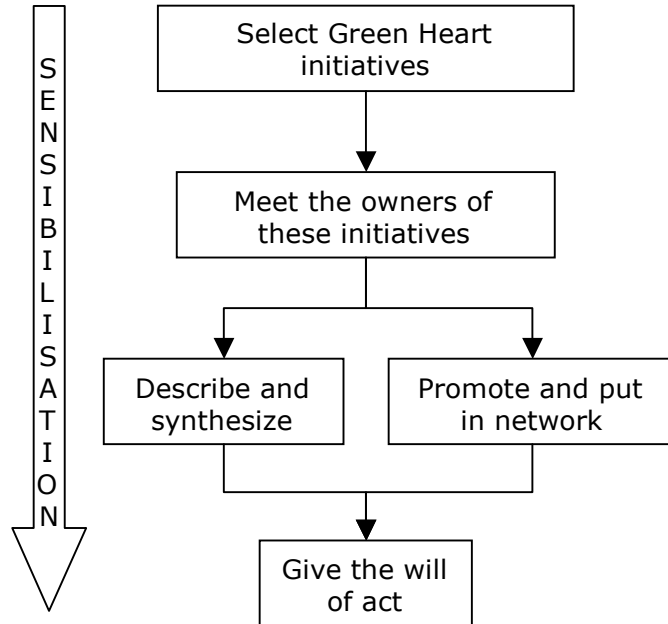 SENSIBILISATION
Select Green Heart
initiatives
Meet the owners of
these initiatives
Describe and
synthesize
Promote and put
in network
Give the will
of act